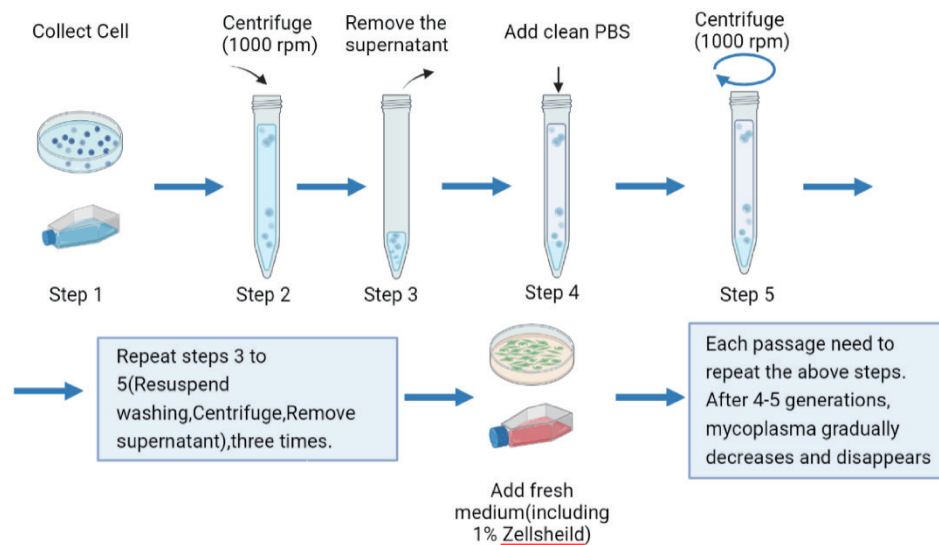 Collect Cell
Centrifuge
(1000 rpm)
Remove the
supernatant
Add clean PBS
Centrifuge
(1000 rpm)
Step 1
Step 2
Step 3
Step 4
Step 5
Repeat steps 3 to
5(Resuspend
washing,Centrifuge,Remove
supernatant),three times.
Add fresh
medium(including
1% Zellsheild)
Each passage need to
repeat the above steps.
After 4-5 generations,
mycoplasma gradually
decreases and disappears